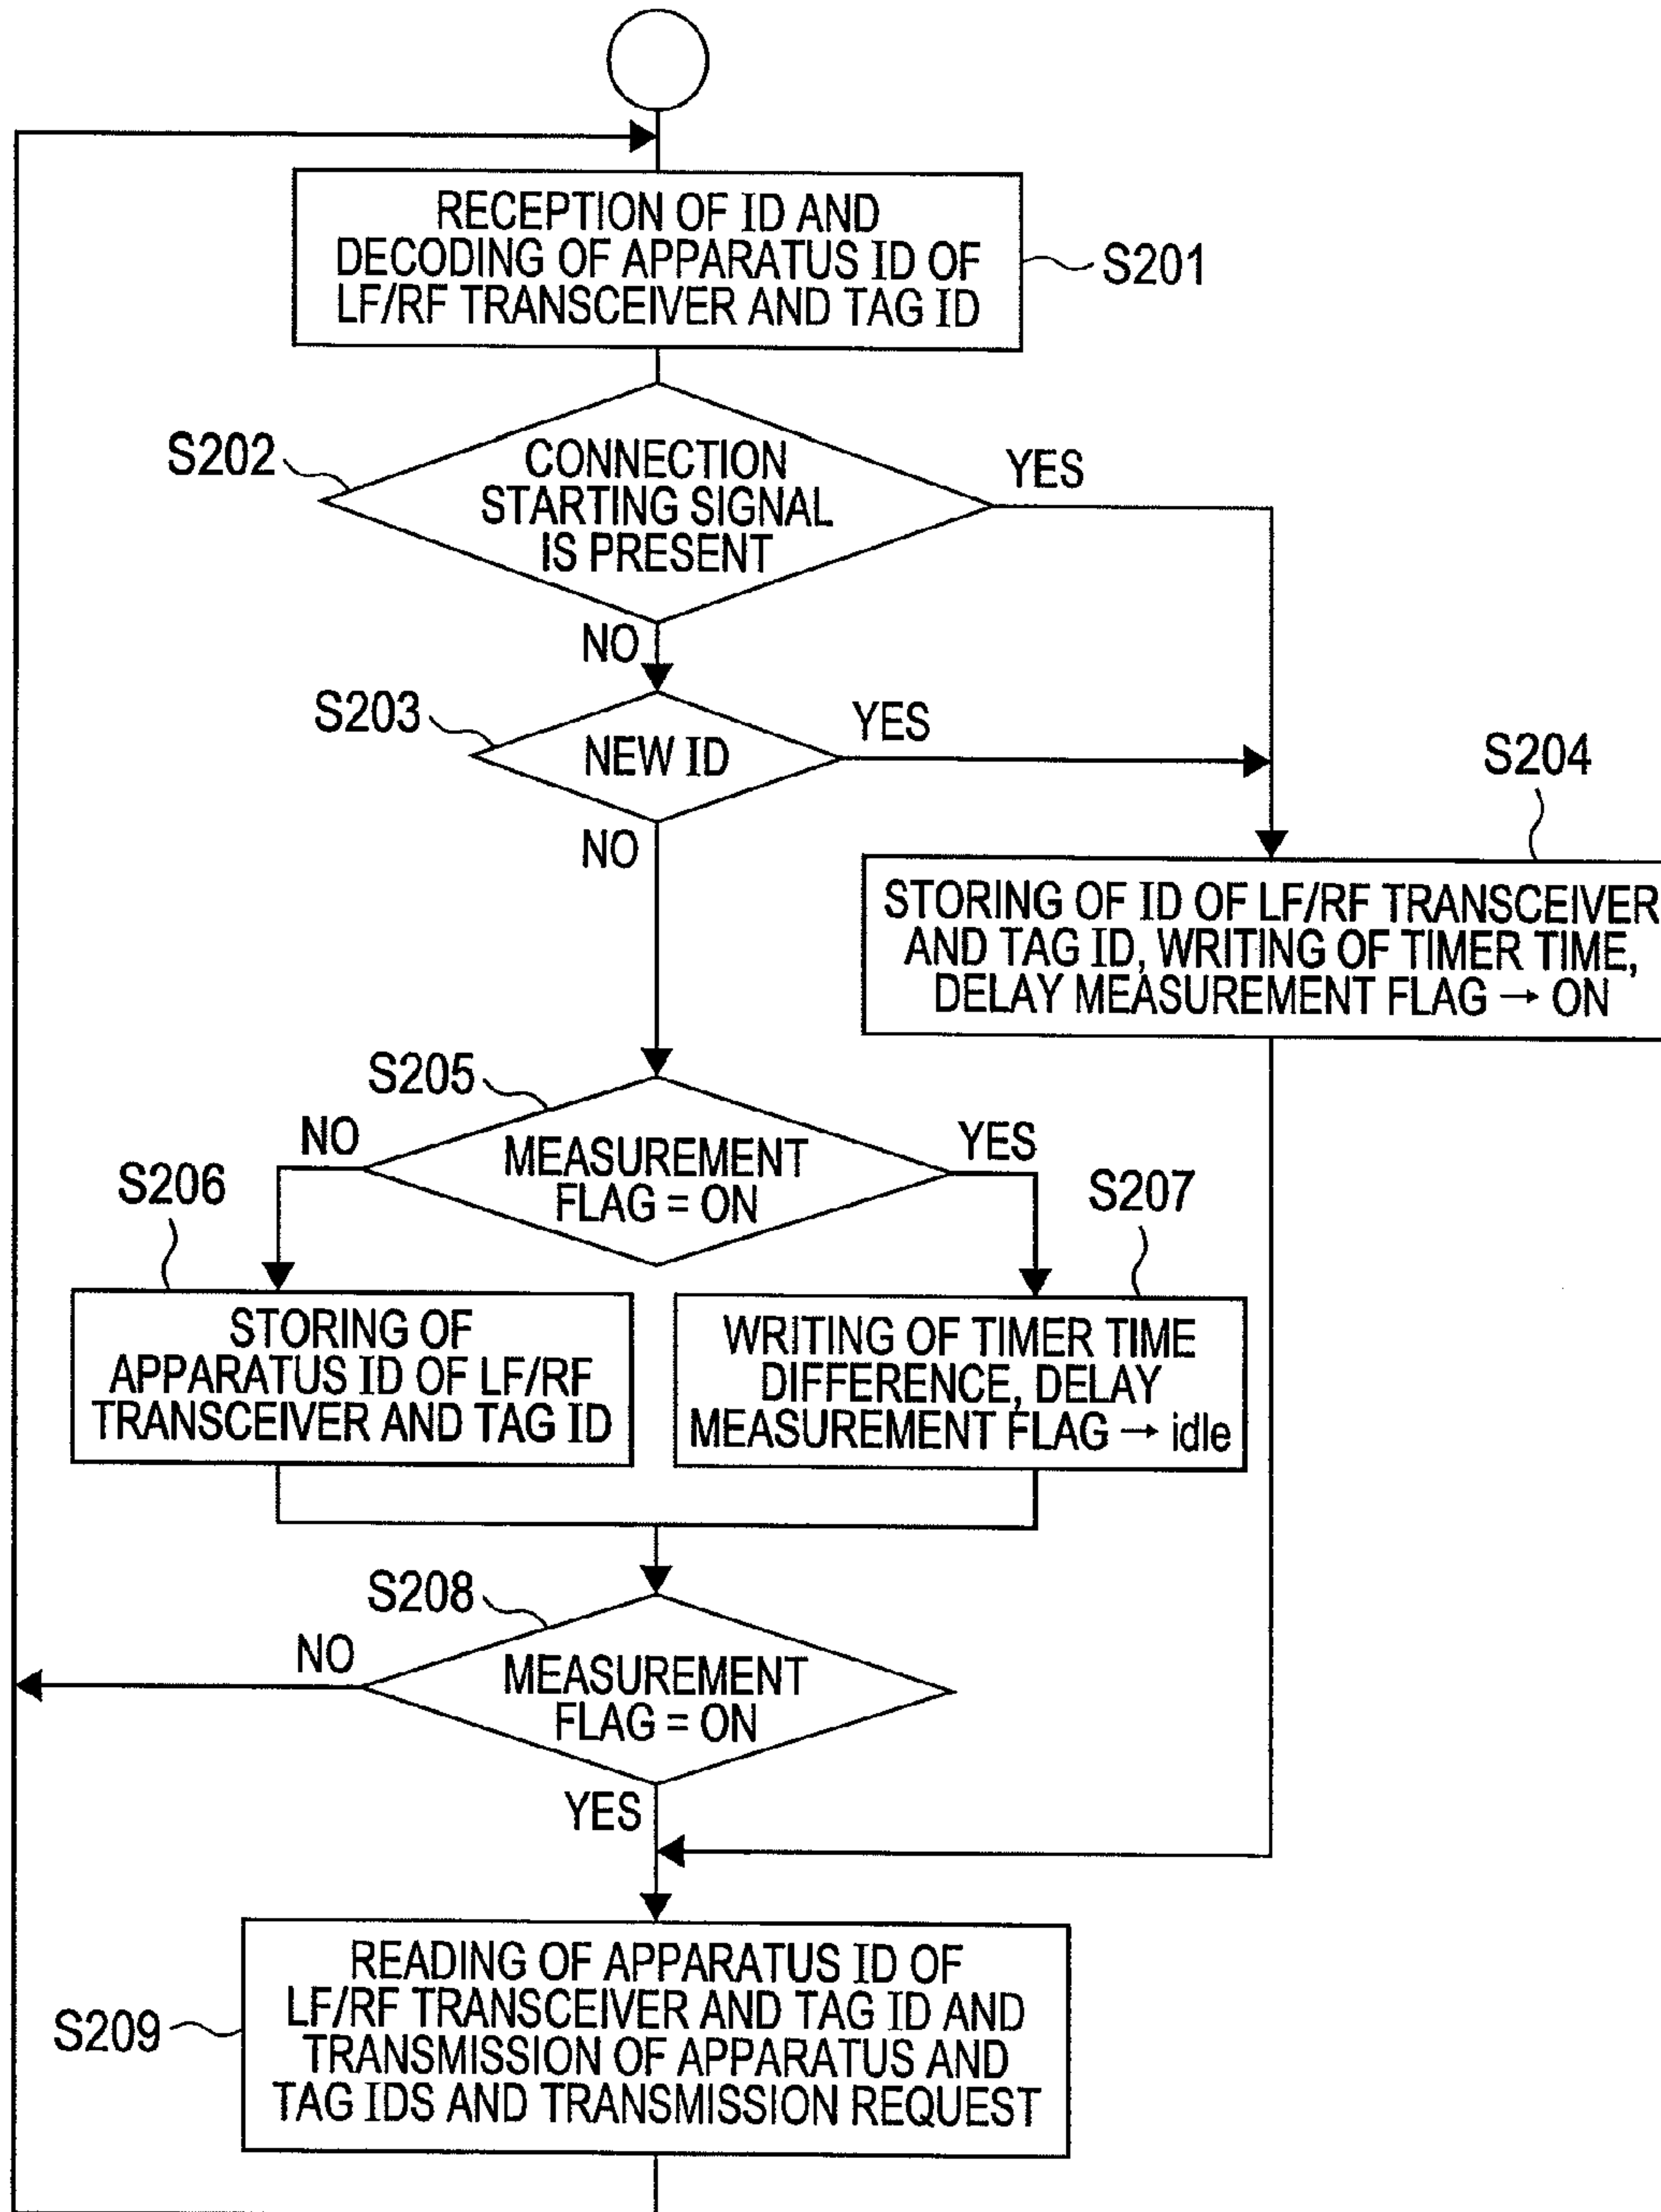 RECEPTION OF ID AND
DECODING OF APPARATUS ID OF
LF/RF TRANSCEIVER AND TAG ID
S201
S202
CONNECTION
STARTING SIGNAL
IS PRESENT
YES
NO
S203
NEW ID
YES
NO
S204
STORING OF ID OF LF/RF TRANSCEIVER
AND TAG ID, WRITING OF TIMER TIME,
DELAY MEASUREMENT FLAG → ON
S205
NO
MEASUREMENT
FLAG = ON
YES
S206
STORING OF
APPARATUS ID OF LF/RF
TRANSCEIVER AND TAG ID
S207
WRITING OF TIMER TIME
DIFFERENCE, DELAY
MEASUREMENT FLAG → idle
S208
NO
MEASUREMENT
FLAG = ON
YES
S209
READING OF APPARATUS ID OF
LF/RF TRANSCEIVER AND TAG ID AND
TRANSMISSION OF APPARATUS AND
TAG IDS AND TRANSMISSION REQUEST